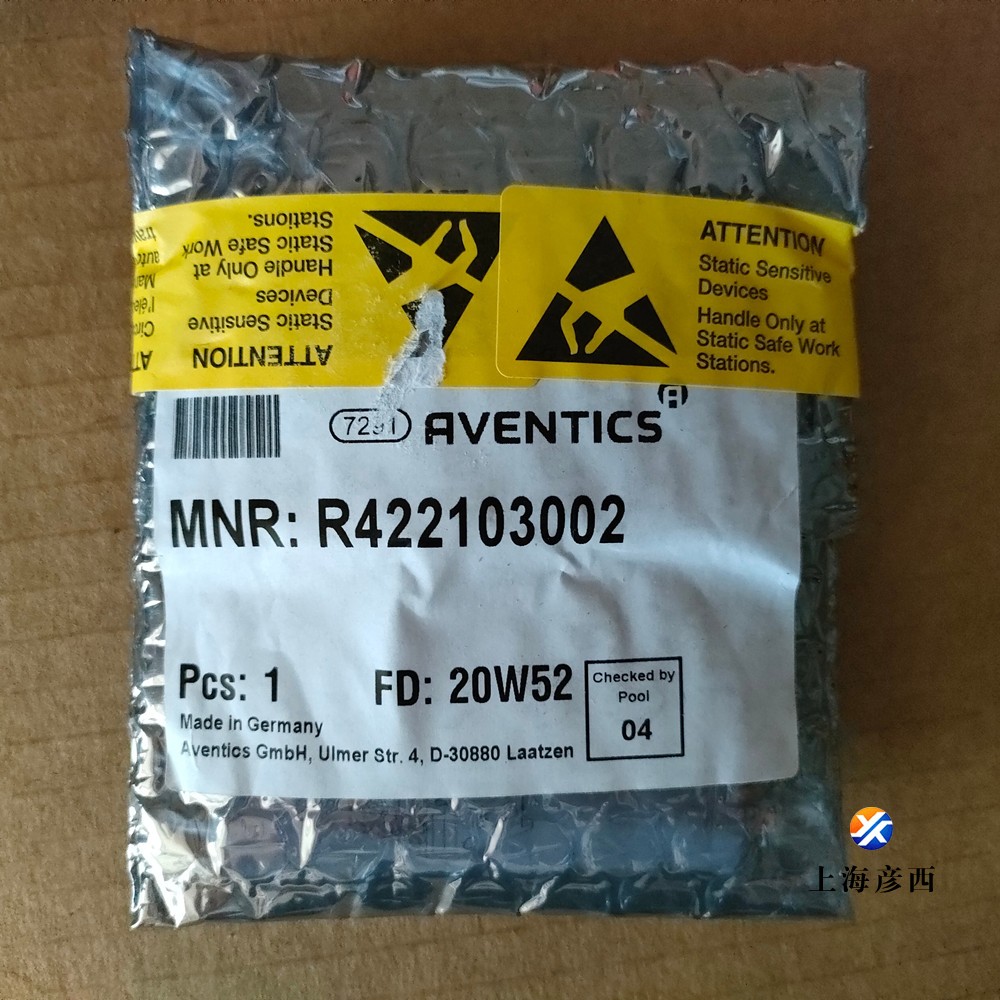 Stations.
Static Safe Work
Handle Only at
Devices
Static Sensitive
ATTENTION
ATTENTION
Static Sensitive
Devices
Handle Only at
Static Safe Work
Stations.
AVENTICS
MNR: R422103002
Pcs: 1
FD: 20W52
Checked by
Pool
04
Made in Germany
Aventics GmbH, Ulmer Str. 4, D-30880 Laatzen
上海彦西